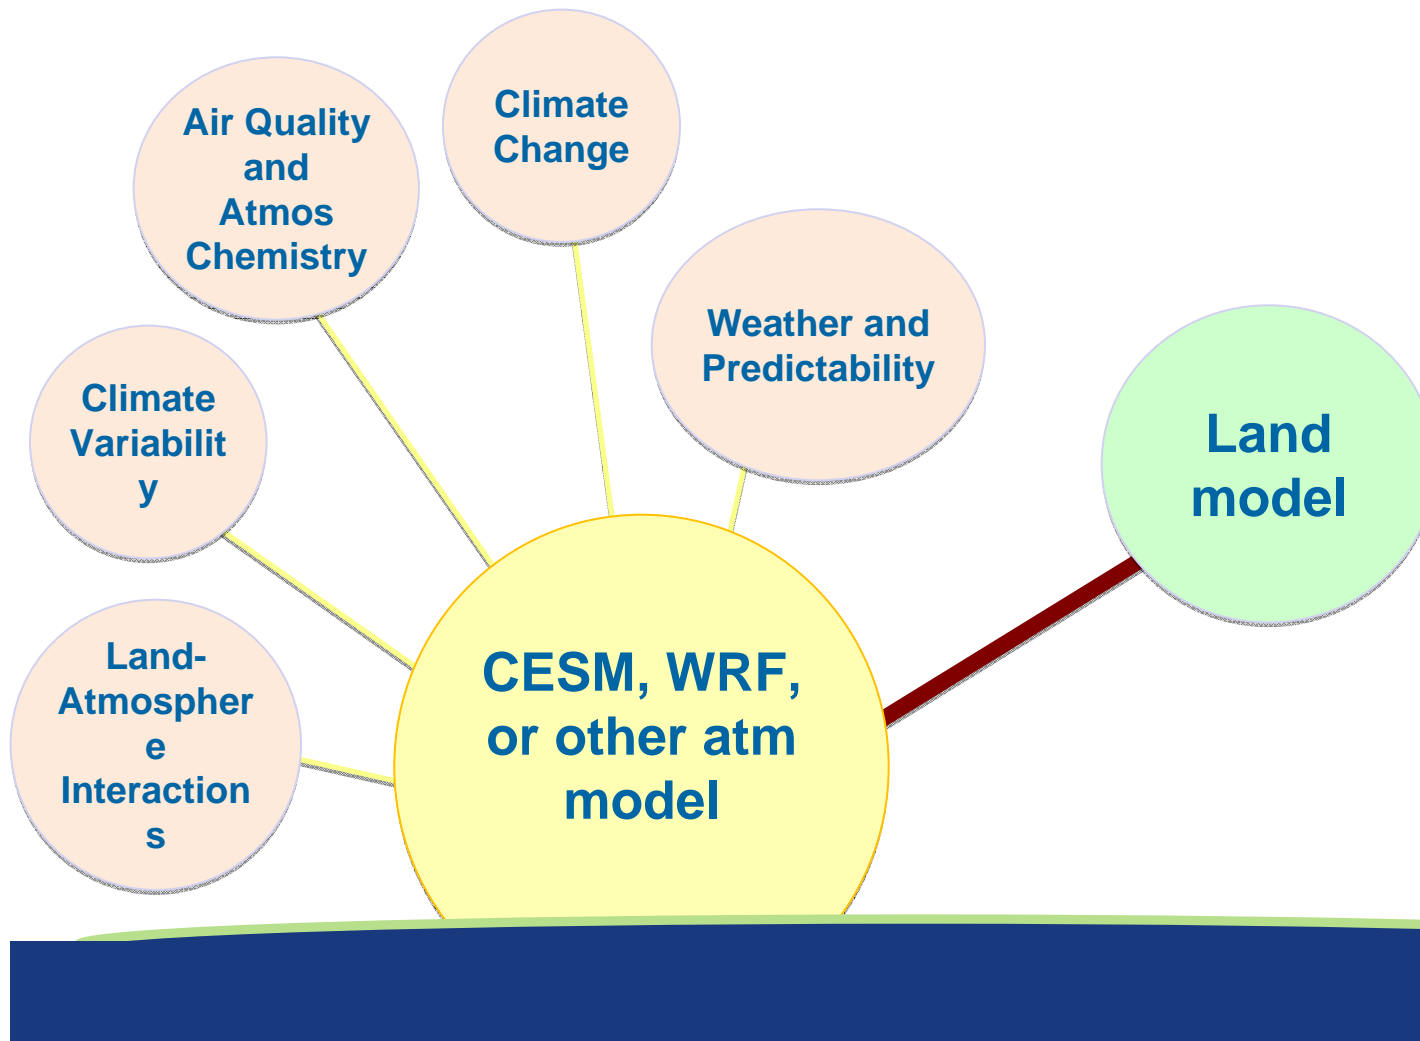 Climate
Change
Air Quality
and
Atmos
Chemistry
Weather and
Predictability
Climate
Variabilit
y
Land
model
Land-
Atmospher
e
Interaction
s
CESM, WRF,
or other atm
model